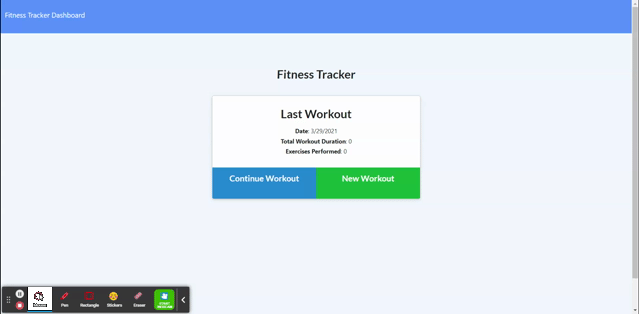 Fitness Tracker Dashboard
Fitness Tracker
Last Workout
Date: 3/29/2021
Total Workout Duration: 0
Exercises Performed: 0
Continue Workout New Workout
Pen Rectangle Stickers Eraser